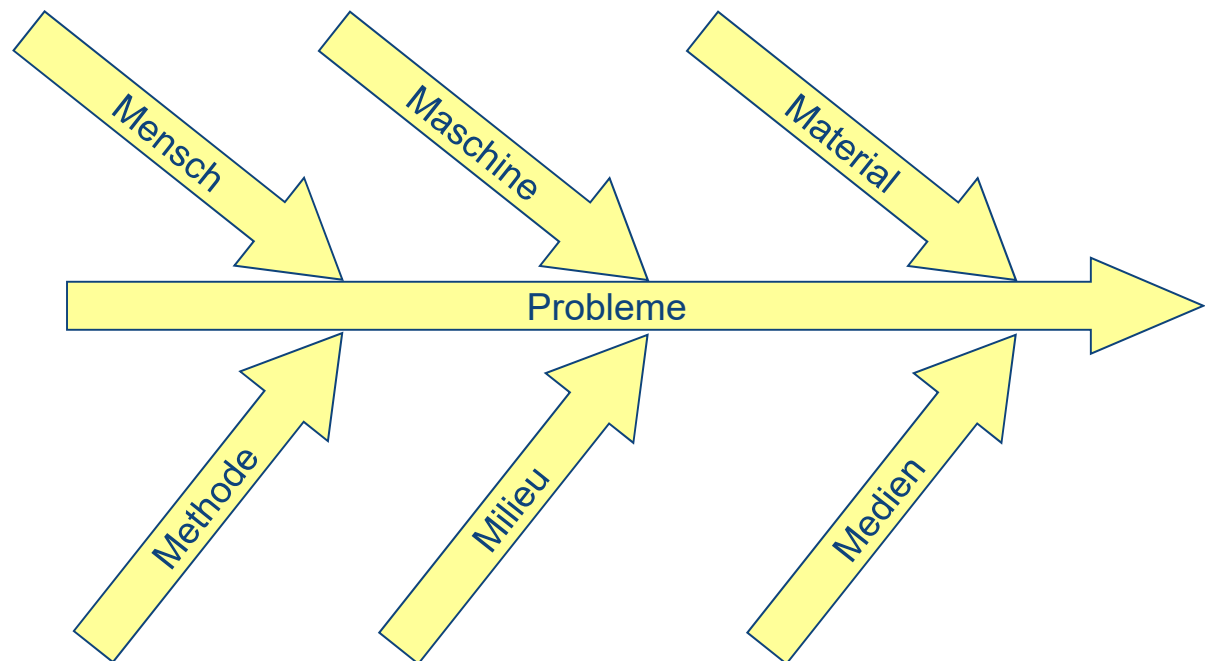 Mensch
Maschine
Material
Probleme
Methode
Milieu
Medien